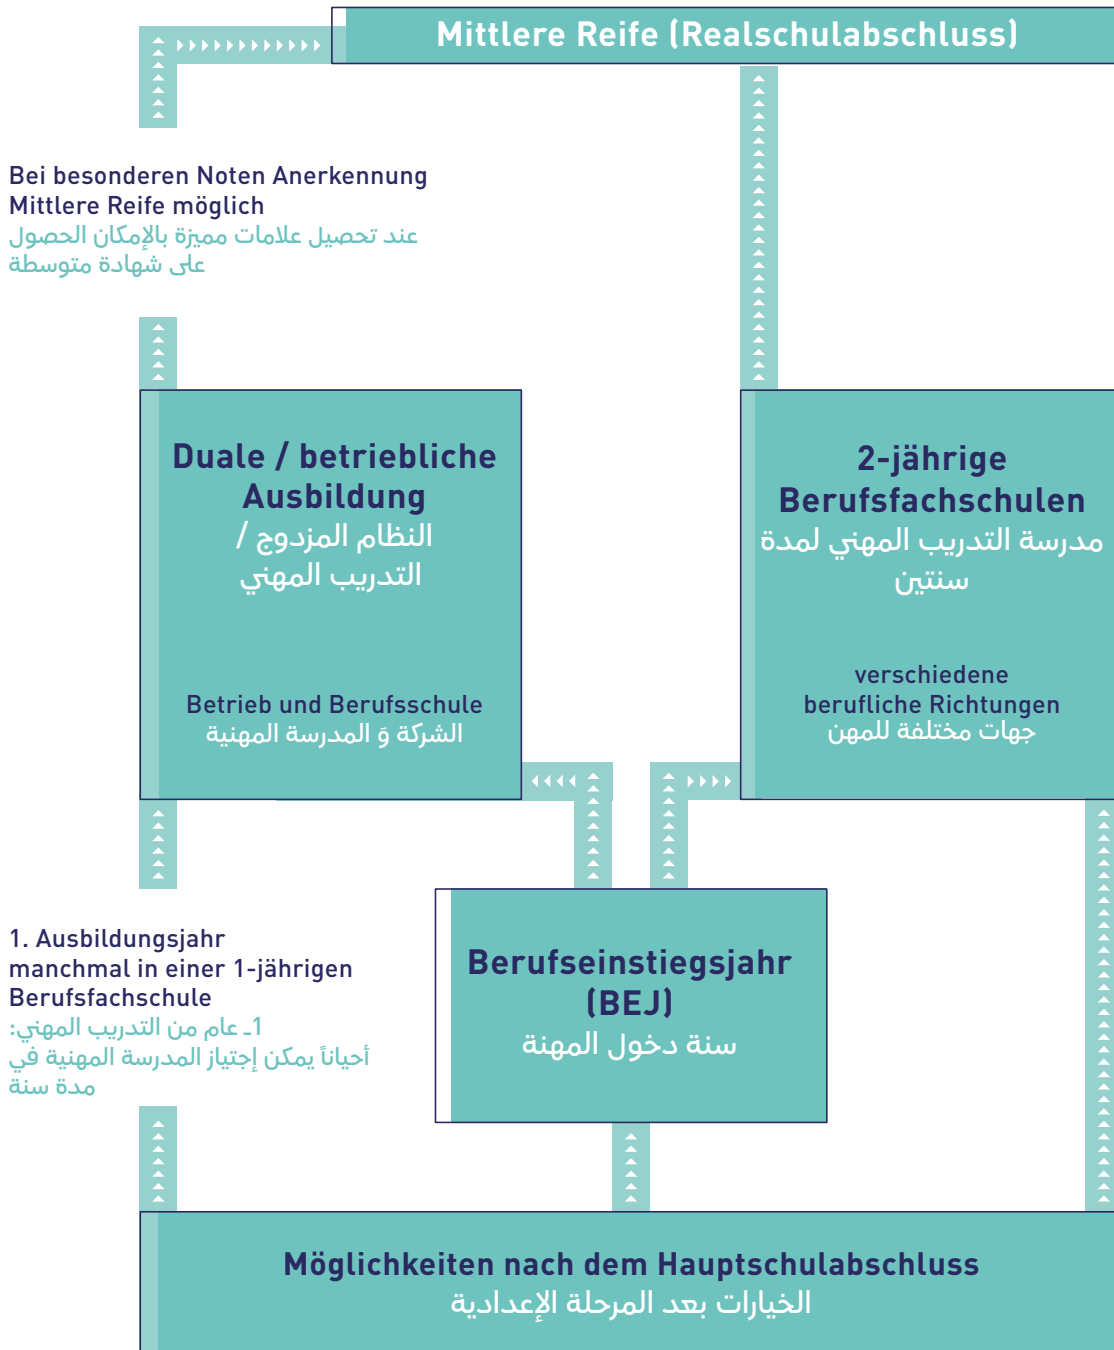 Mittlere Reife (Realschulabschluss)
Bei besonderen Noten Anerkennung
Mittlere Reife möglich
عند تحصيل علامات مميزة بالإمكان الحصول
على شهادة متوسطة
Duale / betriebliche
Ausbildung
النظام المزدوج /
التدريب المهني
Betrieb und Berufsschule
الشركة وَ المدرسة المهنية
2-jährige
Berufsfachschulen
مدرسة التدريب المهني لمدة
سنتين
verschiedene
berufliche Richtungen
جهات مختلفة للمهن
1. Ausbildungsjahr
manchmal in einer 1-jährigen
Berufsfachschule
1ـ عام من التدريب المهني:
أحياناً يمكن إجتياز المدرسة المهنية في
مدة سنة
Berufseinstiegsjahr
(BEJ)
سنة دخول المهنة
Möglichkeiten nach dem Hauptschulabschluss
الخيارات بعد المرحلة الإعدادية